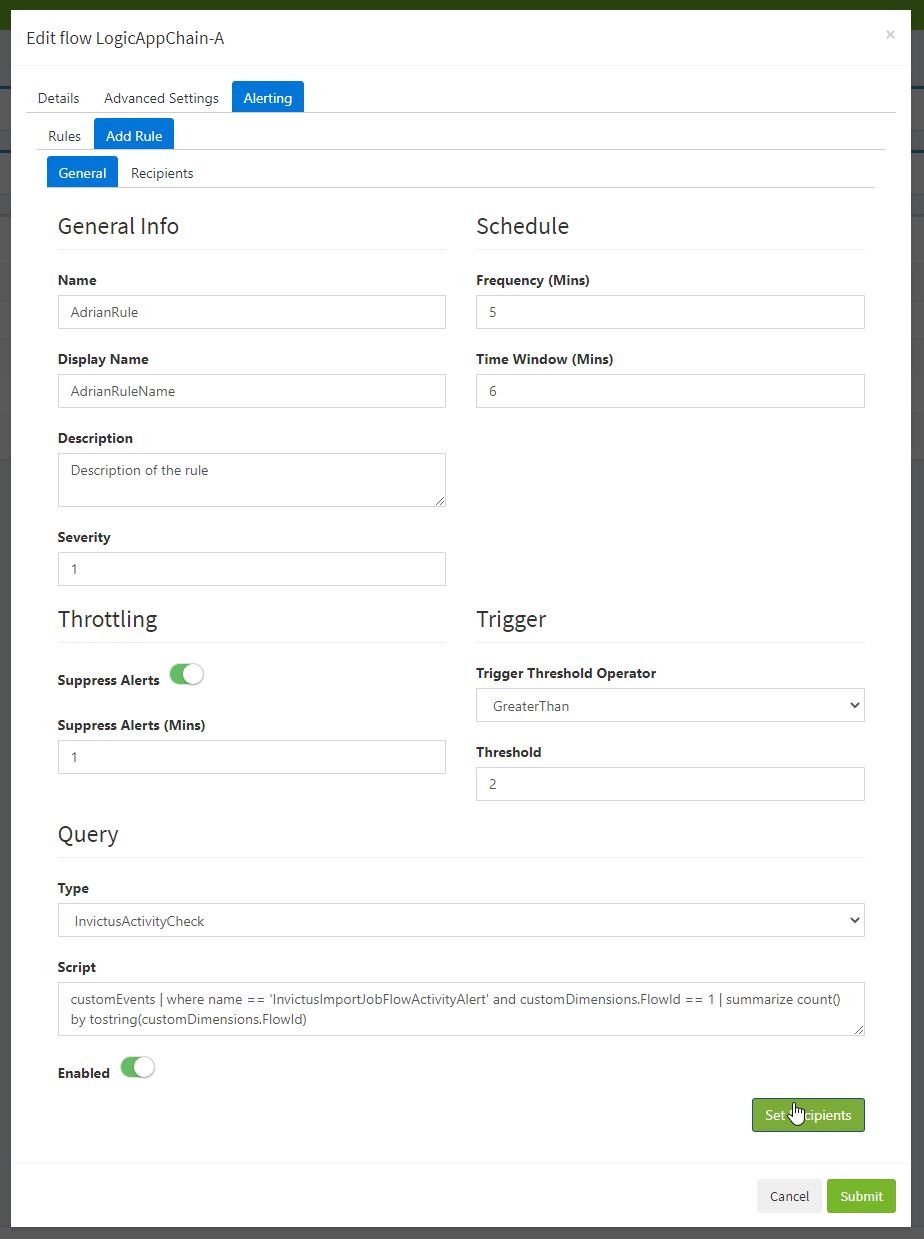 Edit flow LogicAppChain-A
×
Details Advanced Settings Alerting
Rules Add Rule
General Recipients
General Info
Name
AdrianRule
Display Name
AdrianRuleName
Description
Description of the rule
Severity
1
Schedule
Frequency (Mins)
5
Time Window (Mins)
6
Throttling
Suppress Alerts
Suppress Alerts (Mins)
1
Trigger
Trigger Threshold Operator
GreaterThan
Threshold
2
Query
Type
InvictusActivityCheck
Script
customEvents | where name == 'InvictusImportJobFlowActivityAlert' and customDimensions.FlowId == 1 | summarize count()
by tostring(customDimensions.FlowId)
Enabled
Set Recipients
Cancel Submit